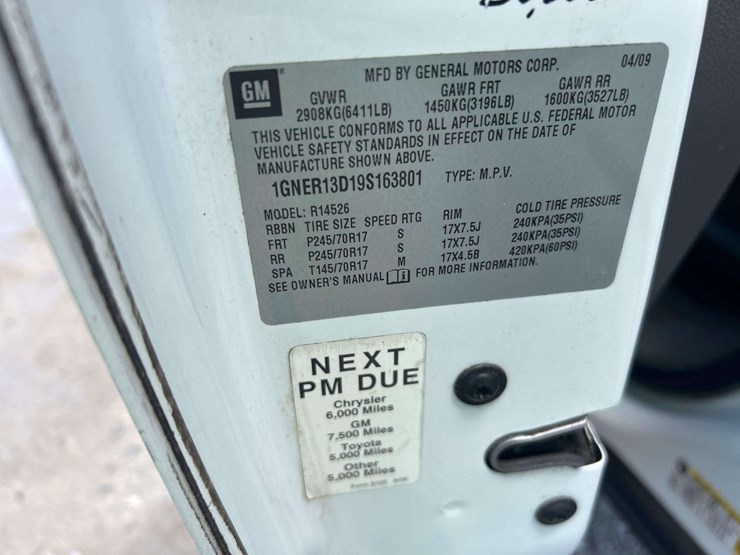 GM
MFD BY GENERAL MOTORS CORP. 04/09
GVWR GAWR FRT GAWR RR
2908KG(6411LB) 1450KG(3196LB) 1600KG(3527LB)
THIS VEHICLE CONFORMS TO ALL APPLICABLE U.S. FEDERAL MOTOR
VEHICLE SAFETY STANDARDS IN EFFECT ON THE DATE OF
MANUFACTURE SHOWN ABOVE.
1GNER13D19S163801 TYPE: M.P.V.
MODEL: R14526
RBBN TIRE SIZE SPEED RTG RIM COLD TIRE PRESSURE
FRT P245/70R17 S 17X7.5J 240KPA(35PSI)
RR P245/70R17 S 17X7.5J 240KPA(35PSI)
SPA T145/70R17 M 17X4.5B 420KPA(60PSI)
SEE OWNER'S MANUAL FOR MORE INFORMATION.
NEXT
PM DUE
Chrysler
6,000 Miles
GM
7,500 Miles
Toyota
5,000 Miles
Other
5,000 Miles